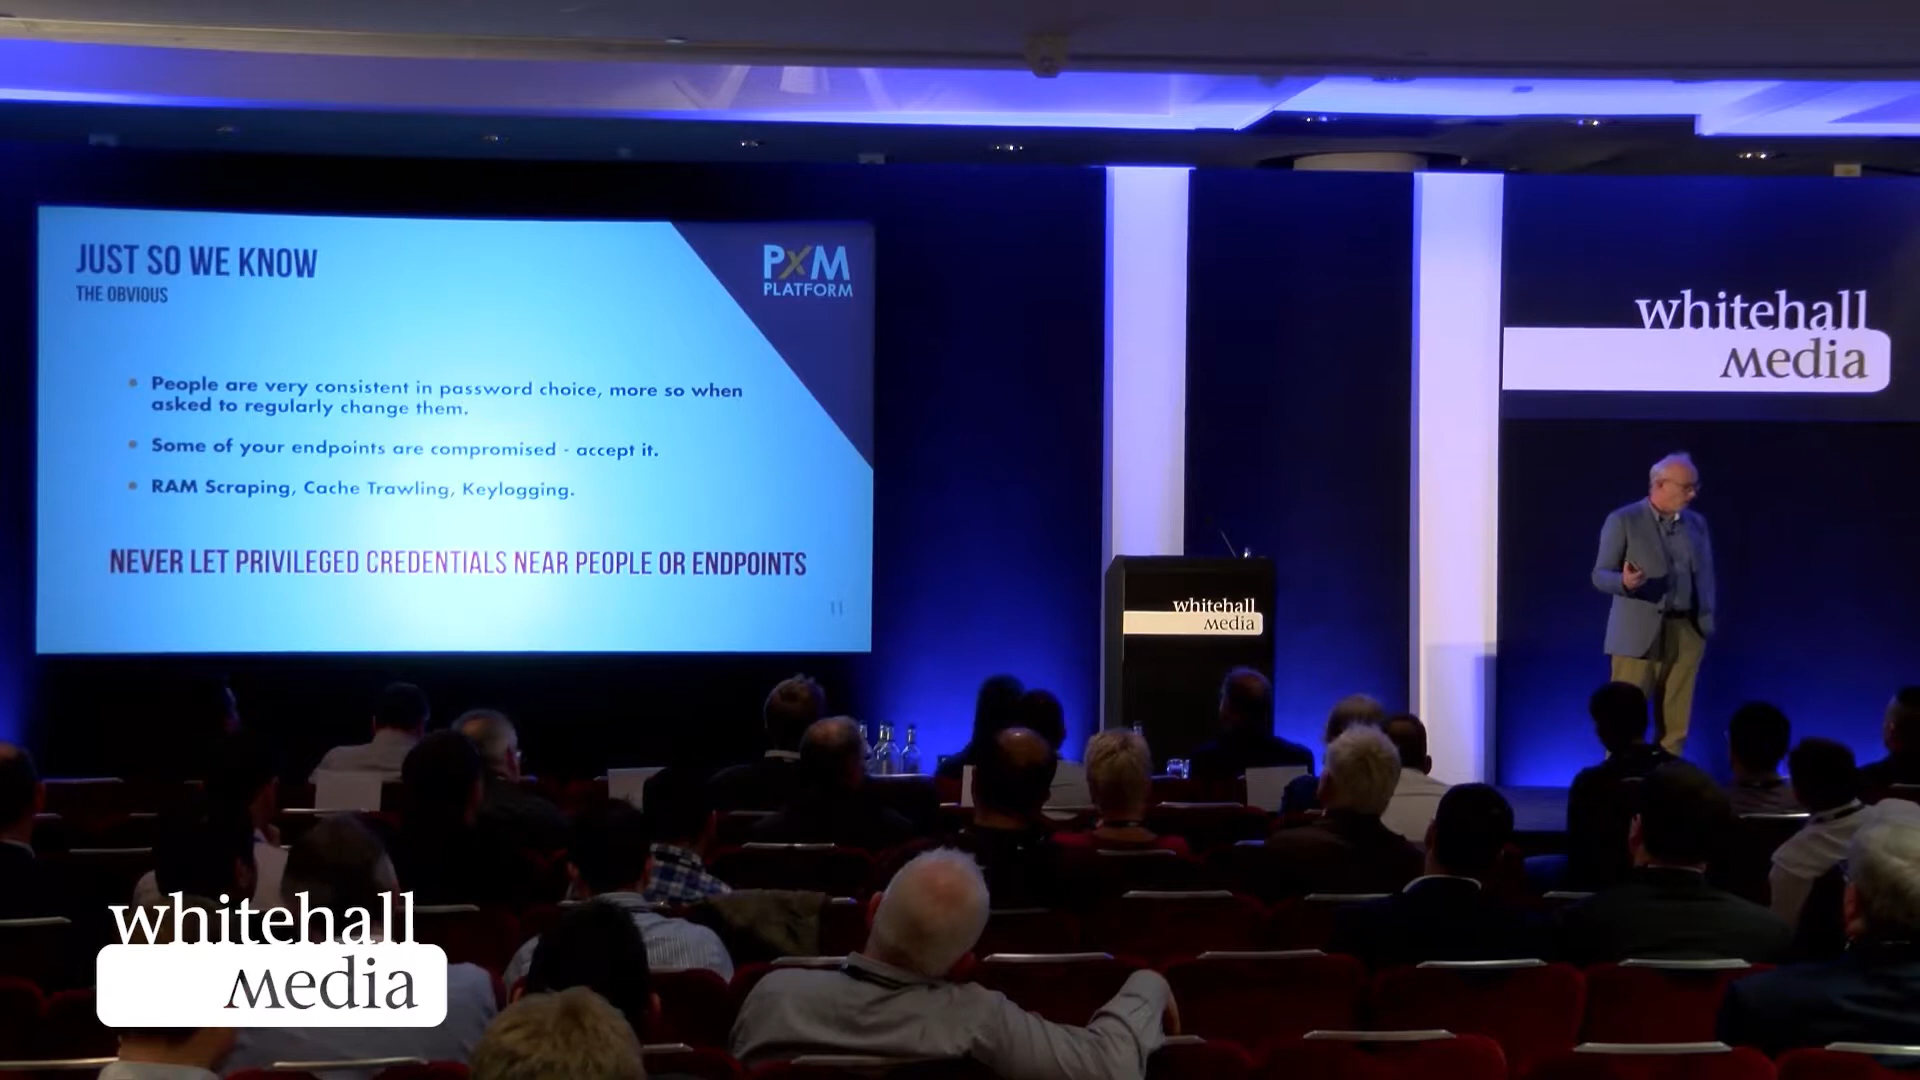 JUST SO WE KNOW
THE OBVIOUS
PXM
PLATFORM
People are very consistent in password choice, more so when
asked to regularly change them.
Some of your endpoints are compromised - accept it.
RAM Scraping, Cache Trawling, Keylogging.
NEVER LET PRIVILEGED CREDENTIALS NEAR PEOPLE OR ENDPOINTS
11
whitehall
media
whitehall
media
whitehall
media